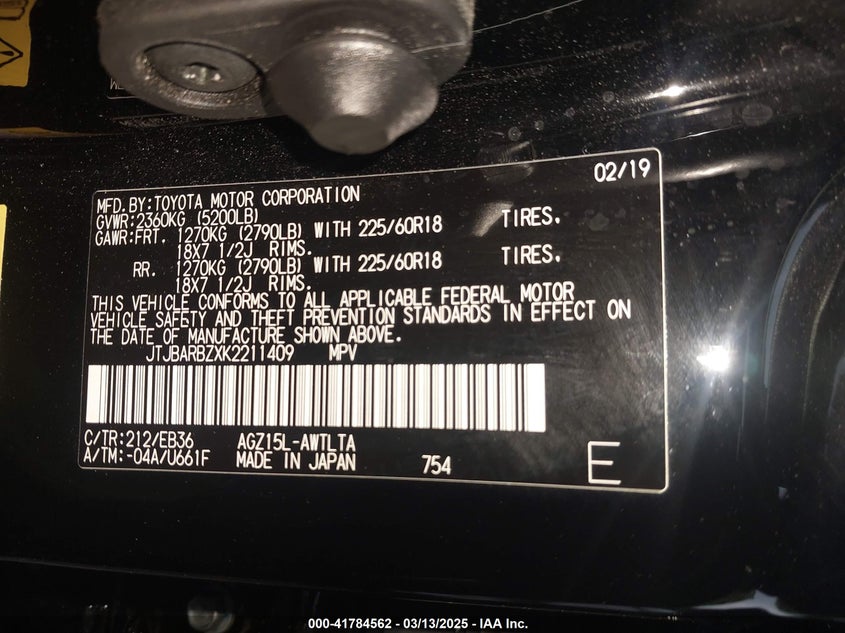 02/19
MFD.BY:TOYOTA MOTOR CORPORATION
GVWR:2360KG (5200LB)
GAWR:FRT. 1270KG (2790LB) WITH 225/60R18 TIRES.
18X7 1/2J RIMS.
RR. 1270KG (2790LB) WITH 225/60R18 TIRES.
18X7 1/2J RIMS.
THIS VEHICLE CONFORMS TO ALL APPLICABLE FEDERAL MOTOR
VEHICLE SAFETY AND THEFT PREVENTION STANDARDS IN EFFECT ON
THE DATE OF MANUFACTURE SHOWN ABOVE.
JTJBARBZXK2211409 MPV
C/TR:212/EB36 AGZ15L-AWTLTA
A/TM:-04A/U661F MADE IN JAPAN 754 E
000-41784562 - 03/13/2025 - IAA Inc.